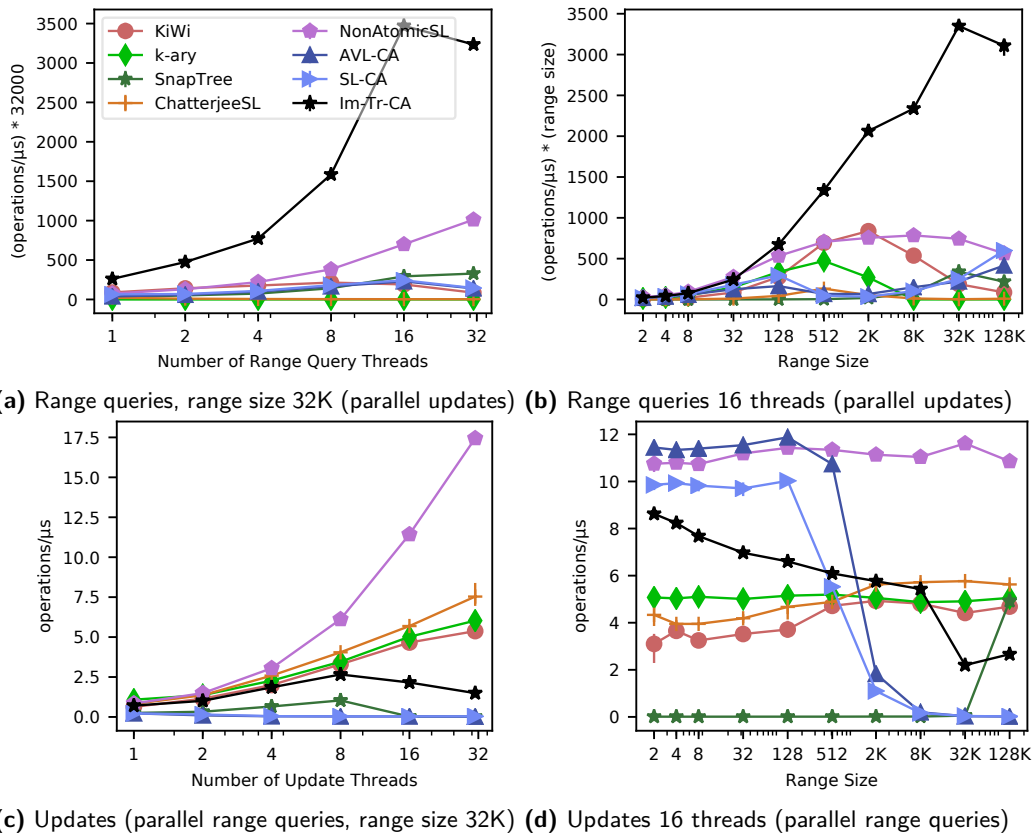 3500
3000
2500
2000
1500
1000
500
0
(operations/µs) * 32000
KiWi
k-ary
SnapTree
ChatterjeeSL
NonAtomicSL
AVL-CA
SL-CA
Im-Tr-CA
1 2 4 8 16 32
Number of Range Query Threads
3500
3000
2500
2000
1500
1000
500
0
(operations/µs) * (range size)
2 4 8 32 128 512 2K 8K 32K 128K
Range Size
(a) Range queries, range size 32K (parallel updates) (b) Range queries 16 threads (parallel updates)
17.5
15.0
12.5
10.0
7.5
5.0
2.5
0.0
operations/µs
1 2 4 8 16 32
Number of Update Threads
12
10
8
6
4
2
0
operations/µs
2 4 8 32 128 512 2K 8K 32K 128K
Range Size
(c) Updates (parallel range queries, range size 32K) (d) Updates 16 threads (parallel range queries)